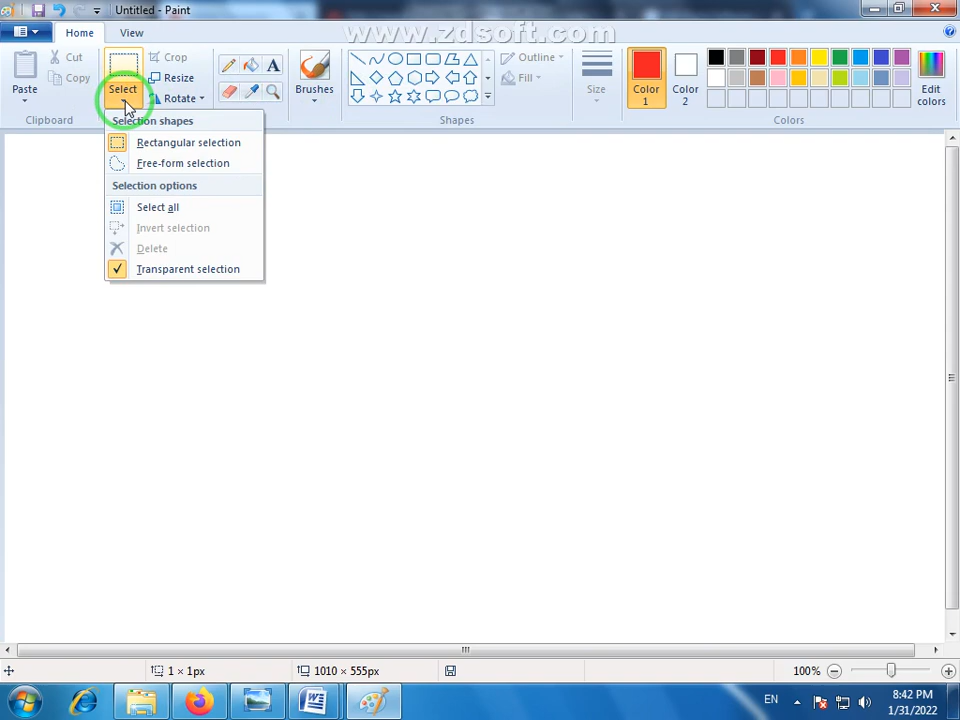 Untitled - Paint
Home
View
www.zdsoft.com
Paste
Cut
Copy
Clipboard
Select
Crop
Resize
Rotate
Brushes
Shapes
Outline
Fill
Size
Color 1
Color 2
Edit colors
Colors
Selection shapes
Rectangular selection
Free-form selection
Selection options
Select all
Invert selection
Delete
Transparent selection
1 × 1px
1010 × 555px
100%
EN
8:42 PM
1/31/2022